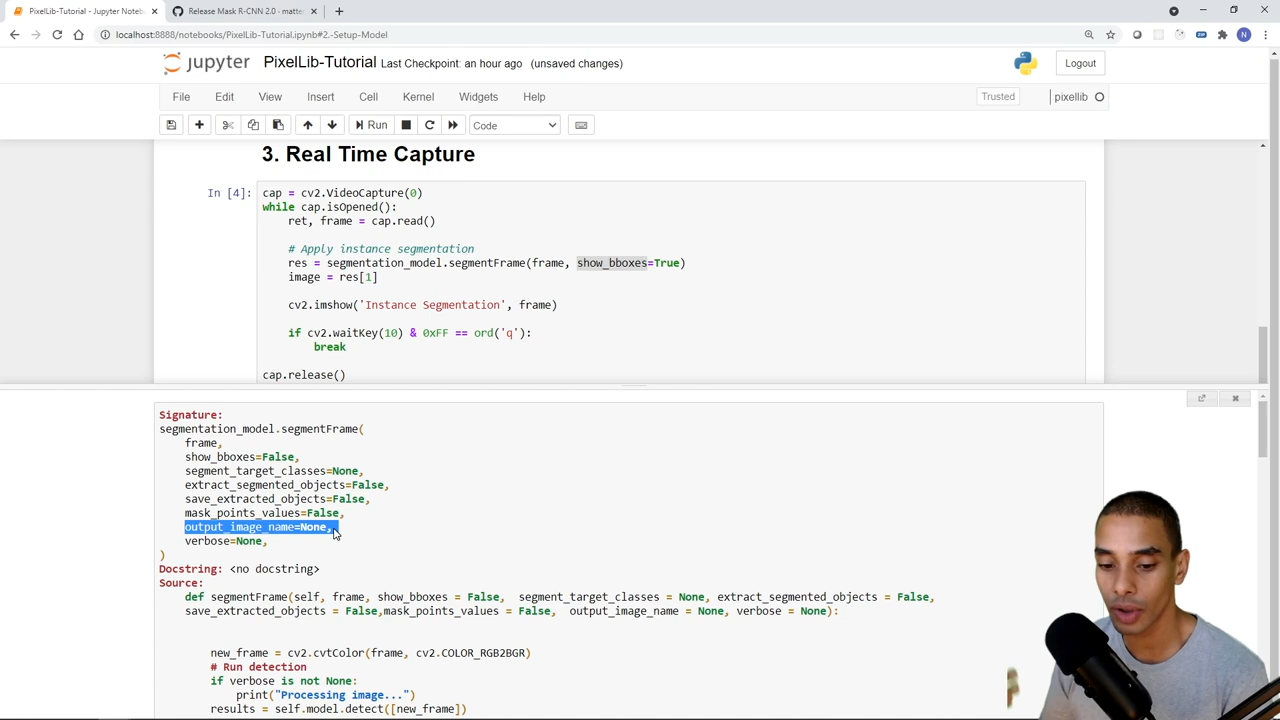 PixelLib-Tutorial - Jupyter Noteb
Release Mask R-CNN 2.0 · matter
localhost:8888/notebooks/PixelLib-Tutorial.ipynb#2.-Setup-Model
N
jupyter PixelLib-Tutorial Last Checkpoint: an hour ago (unsaved changes)
Logout
File Edit View Insert Cell Kernel Widgets Help
Trusted
pixellib
Run
Code
3. Real Time Capture
In [4]:
cap = cv2.VideoCapture(0)
while cap.isOpened():
ret, frame = cap.read()
# Apply instance segmentation
res = segmentation_model.segmentFrame(frame, show_bboxes=True)
image = res[1]
cv2.imshow('Instance Segmentation', frame)
if cv2.waitKey(10) & 0xFF == ord('q'):
break
cap.release()
Signature:
segmentation_model.segmentFrame(
frame,
show_bboxes=False,
segment_target_classes=None,
extract_segmented_objects=False,
save_extracted_objects=False,
mask_points_values=False,
output_image_name=None,
verbose=None,
)
Docstring: <no docstring>
Source:
def segmentFrame(self, frame, show_bboxes = False,  segment_target_classes = None, extract_segmented_objects = False,
save_extracted_objects = False,mask_points_values = False,  output_image_name = None, verbose = None):
new_frame = cv2.cvtColor(frame, cv2.COLOR_RGB2BGR)
# Run detection
if verbose is not None:
print("Processing image...")
results = self.model.detect([new_frame])